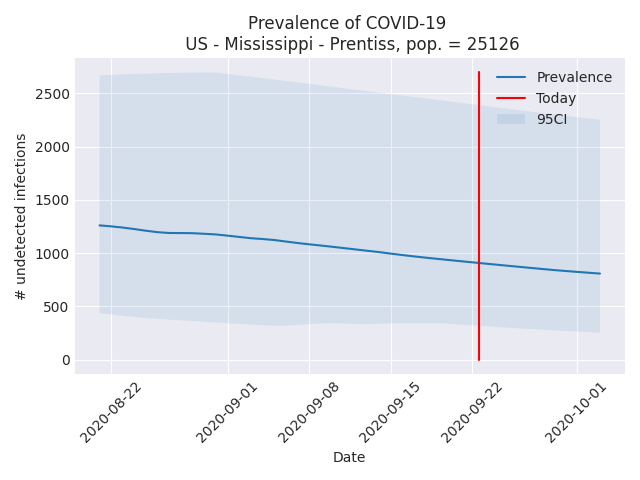 Prevalence of COVID-19
US - Mississippi - Prentiss, pop. = 25126
Prevalence
Today
95CI
# undetected infections
2500
2000
1500
1000
500
0
2020-08-22
2020-09-01
2020-09-08
2020-09-15
2020-09-22
2020-10-01
Date